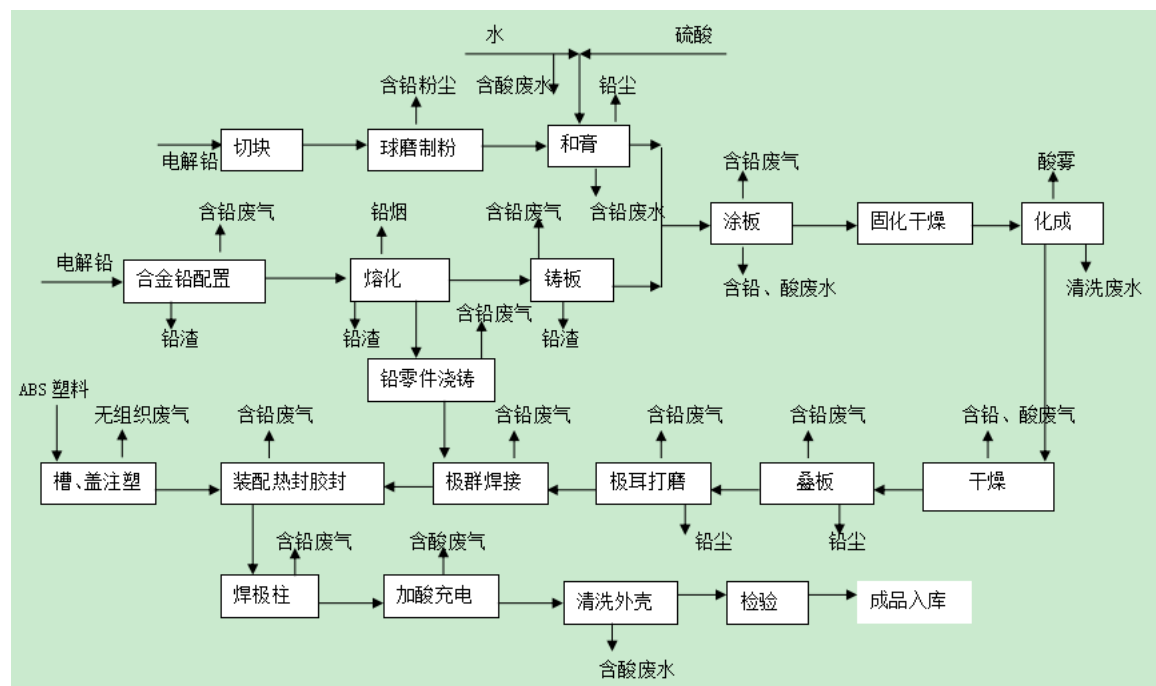 水
硫酸
含铅粉尘
含酸废水
铅尘
电解铅
切块
球磨制粉
和膏
含铅废水
含铅废气
酸雾
涂板
固化干燥
化成
含铅、酸废水
清洗废水
含铅废气
铅烟
含铅废气
电解铅
合金铅配置
熔化
铸板
铅渣
铅渣
含铅废气
铅渣
铅零件浇铸
ABS 塑料
无组织废气
含铅废气
含铅废气
含铅废气
含铅废气
含铅、酸废气
槽、盖注塑
装配热封胶封
极群焊接
极耳打磨
叠板
干燥
铅尘
铅尘
含铅废气
含酸废气
焊极柱
加酸充电
清洗外壳
检验
成品入库
含酸废水